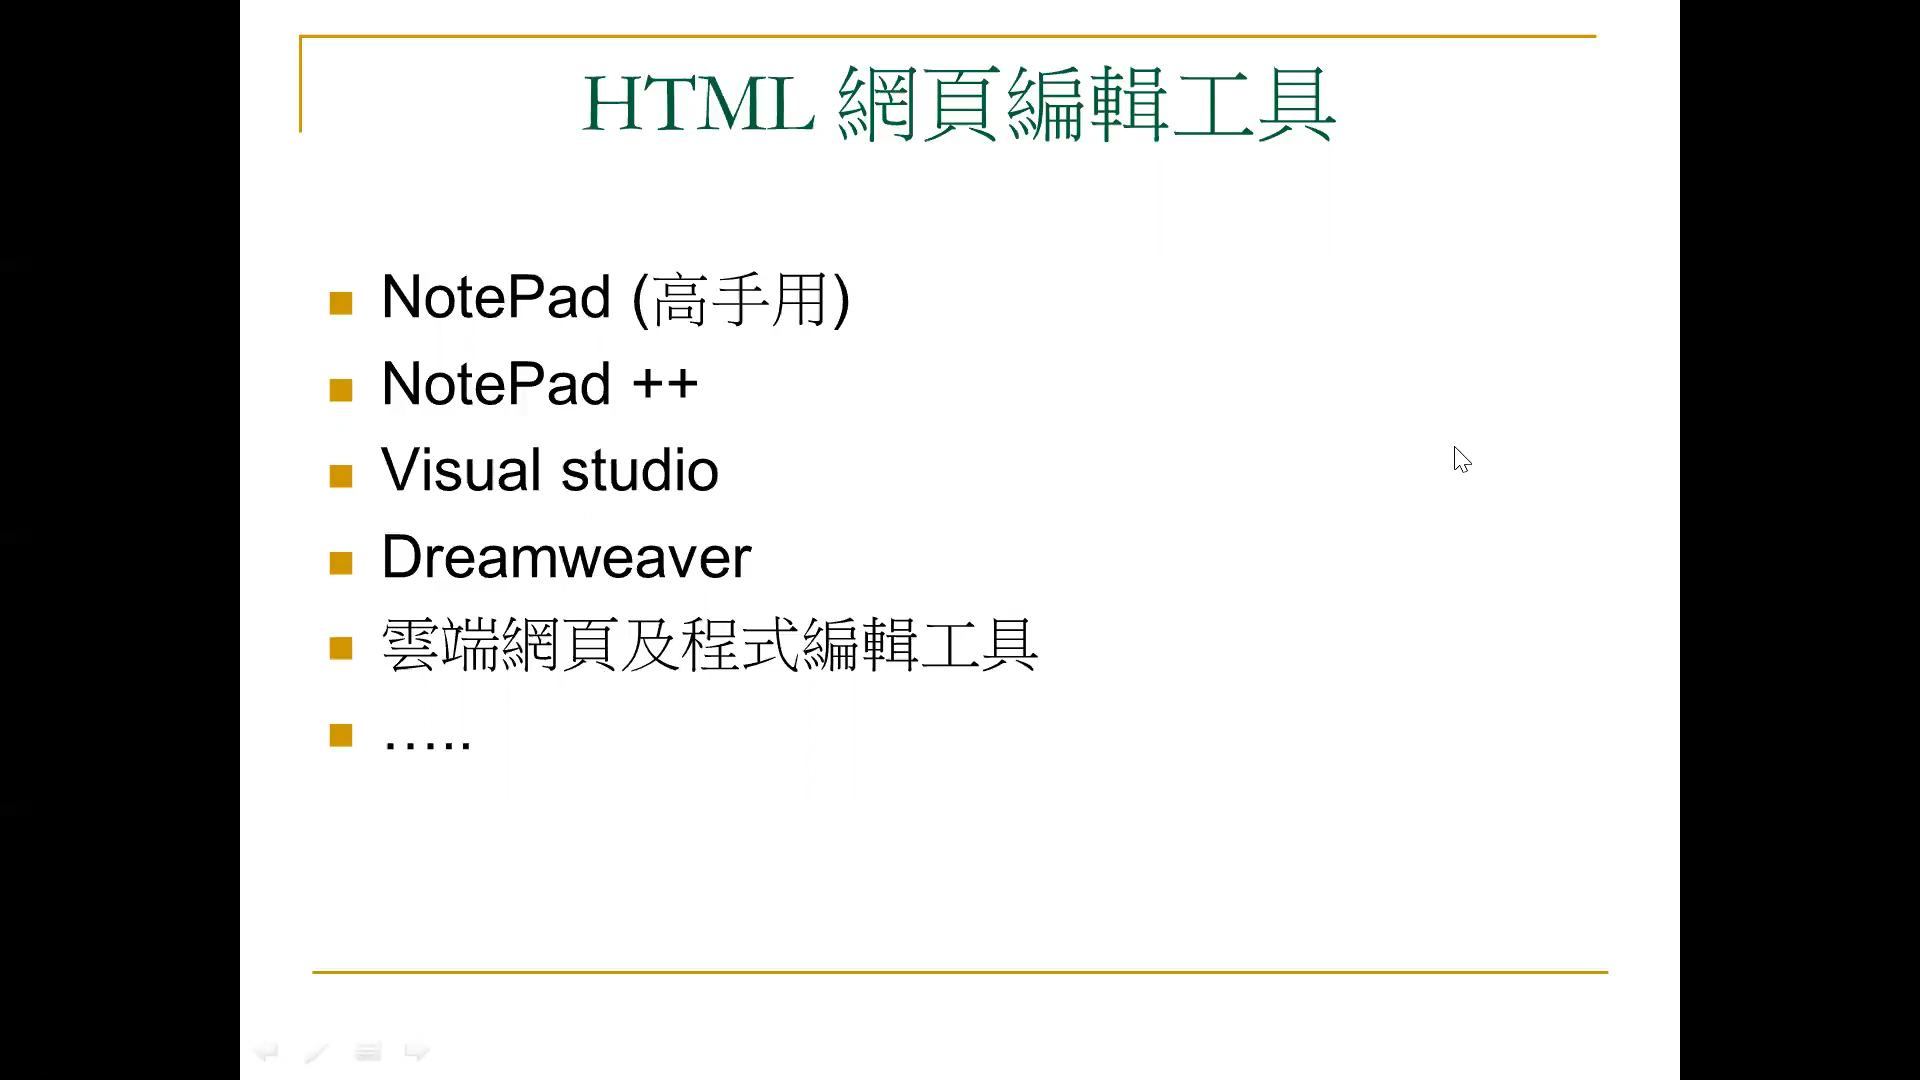 HTML 網頁編輯工具
NotePad (高手用)
NotePad ++
Visual studio
Dreamweaver
雲端網頁及程式編輯工具
…..